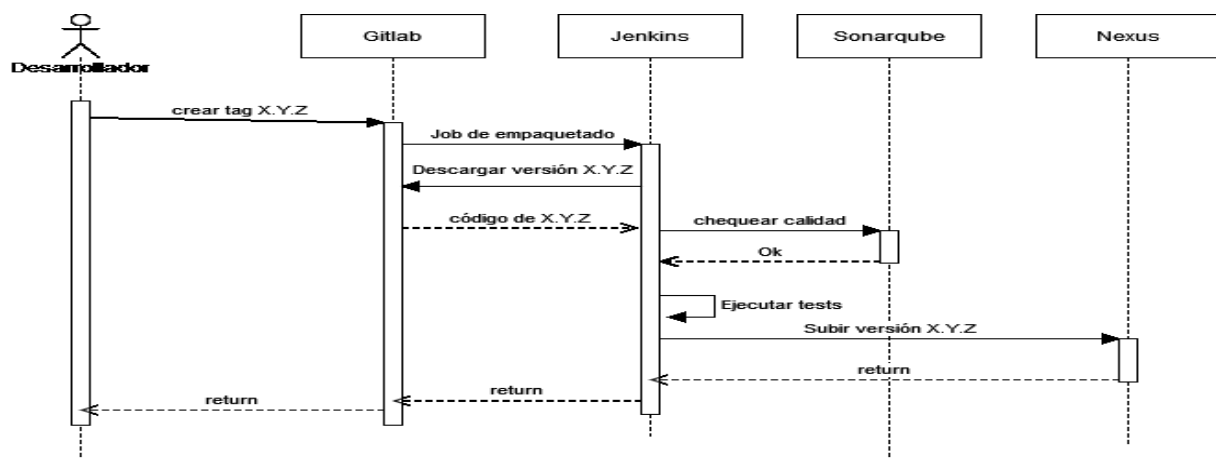 Gitlab
Jenkins
Sonarqube
Nexus
Desarrollador
crear tag X.Y.Z
Job de empaquetado
Descargar versión X.Y.Z
código de X.Y.Z
chequear calidad
Ok
Ejecutar tests
Subir versión X.Y.Z
return
return
return